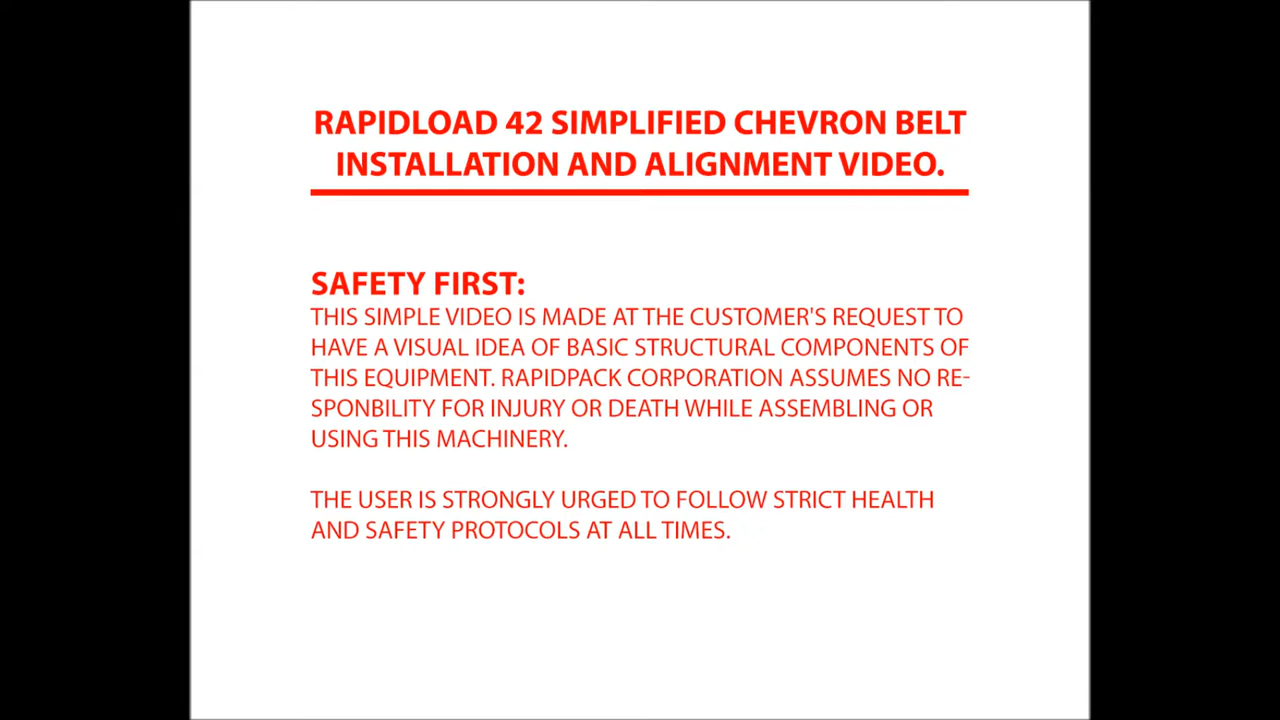 RAPIDLOAD 42 SIMPLIFIED CHEVRON BELT
INSTALLATION AND ALIGNMENT VIDEO.
SAFETY FIRST:
THIS SIMPLE VIDEO IS MADE AT THE CUSTOMER'S REQUEST TO
HAVE A VISUAL IDEA OF BASIC STRUCTURAL COMPONENTS OF
THIS EQUIPMENT. RAPIDPACK CORPORATION ASSUMES NO RE-
SPONBILITY FOR INJURY OR DEATH WHILE ASSEMBLING OR
USING THIS MACHINERY.
THE USER IS STRONGLY URGED TO FOLLOW STRICT HEALTH
AND SAFETY PROTOCOLS AT ALL TIMES.